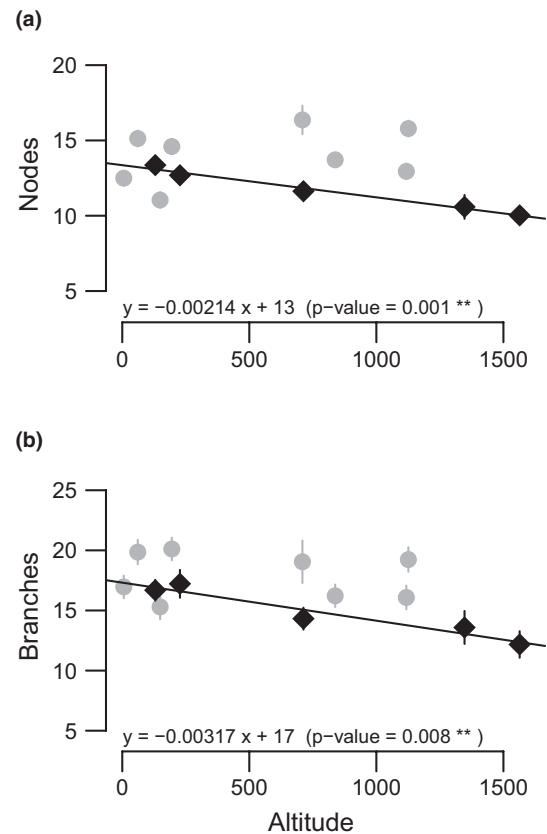 (a)
20
15
10
5
Nodes
y = −0.00214 x + 13 (p−value = 0.001 ** )
0 500 1000 1500
(b)
25
20
15
10
5
Branches
y = −0.00317 x + 17 (p−value = 0.008 ** )
0 500 1000 1500
Altitude